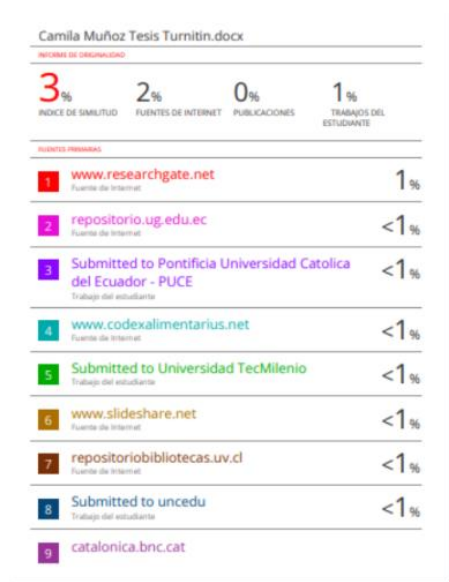 Camila Muñoz Tesis Turnitin.docx
INFORME DE ORIGINALIDAD
3% 2% 0% 1%
INDICE DE SIMILITUD FUENTES DE INTERNET PUBLICACIONES TRABAJOS DEL
ESTUDIANTE
FUENTES PRIMARIAS
1 www.researchgate.net 1%
Fuente de Internet
2 repositorio.ug.edu.ec <1%
Fuente de Internet
3 Submitted to Pontificia Universidad Catolica
del Ecuador - PUCE <1%
Trabajo del estudiante
4 www.codexalimentarius.net <1%
Fuente de Internet
5 Submitted to Universidad TecMilenio <1%
Trabajo del estudiante
6 www.slideshare.net <1%
Fuente de Internet
7 repositoriobibliotecas.uv.cl <1%
Fuente de Internet
8 Submitted to uncedu <1%
Trabajo del estudiante
9 catalonica.bnc.cat